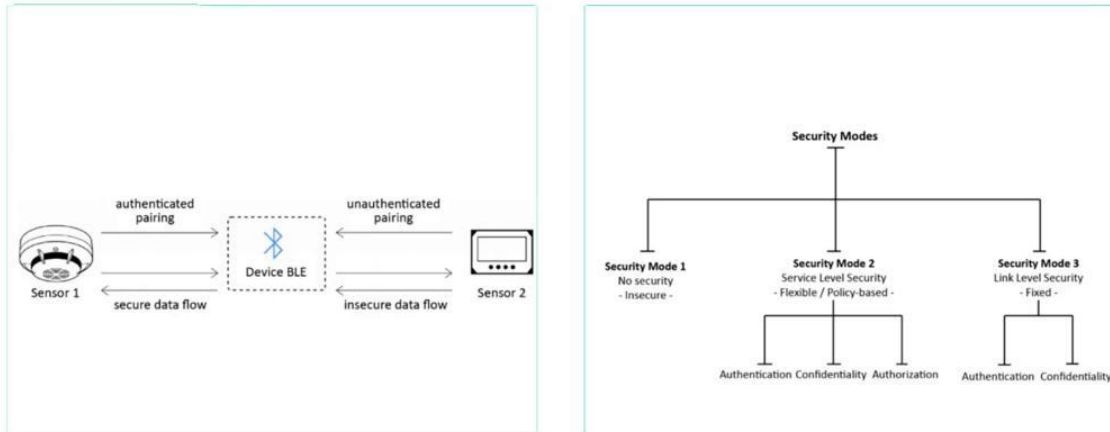 authenticated
pairing
unauthenticated
pairing
Device BLE
Sensor 1
secure data flow
insecure data flow
Sensor 2
Security Modes
Security Mode 1
No security
- Insecure -
Security Mode 2
Service Level Security
- Flexible / Policy-based -
Security Mode 3
Link Level Security
- Fixed -
Authentication Confidentiality Authorization
Authentication Confidentiality